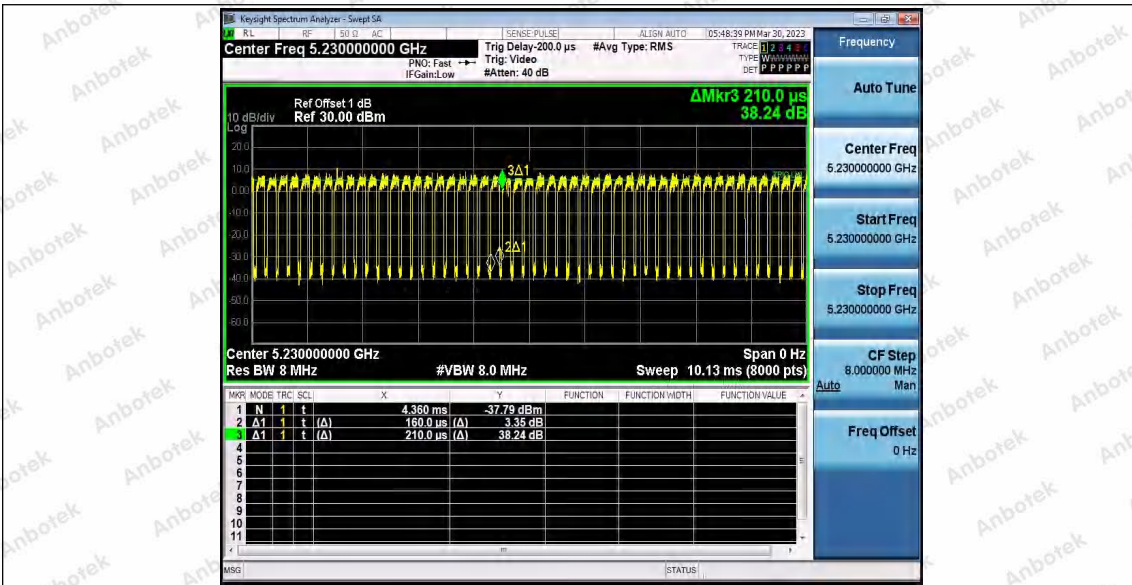 Keysight Spectrum Analyzer - Swept SA
RL RF 50 Ω AC SENSE:PULSE ALIGN AUTO 05:48:39 PM Mar 30, 2023
Center Freq 5.230000000 GHz Trig Delay-200.0 µs #Avg Type: RMS TRACE 1 2 3 4 5 6
PNO: Fast Trig: Video TYPE WWWWWW
IFGain:Low #Atten: 40 dB DET P P P P P P
ΔMkr3 210.0 µs
38.24 dB
Ref Offset 1 dB
10 dB/div Ref 30.00 dBm
Log
20.0
10.0
0.00
-10.0
-20.0
-30.0
-40.0
-50.0
-60.0
3Δ1
2Δ1
Center 5.230000000 GHz Span 0 Hz
Res BW 8 MHz #VBW 8.0 MHz Sweep 10.13 ms (8000 pts)
MKR MODE TRC SCL X Y FUNCTION FUNCTION WIDTH FUNCTION VALUE
1 N 1 t 4.360 ms -37.79 dBm
2 Δ1 1 t (Δ) 160.0 µs (Δ) 3.35 dB
3 Δ1 1 t (Δ) 210.0 µs (Δ) 38.24 dB
4
5
6
7
8
9
10
11
MSG STATUS
Frequency
Auto Tune
Center Freq
5.230000000 GHz
Start Freq
5.230000000 GHz
Stop Freq
5.230000000 GHz
CF Step
8.000000 MHz
Auto Man
Freq Offset
0 Hz
Anbotek